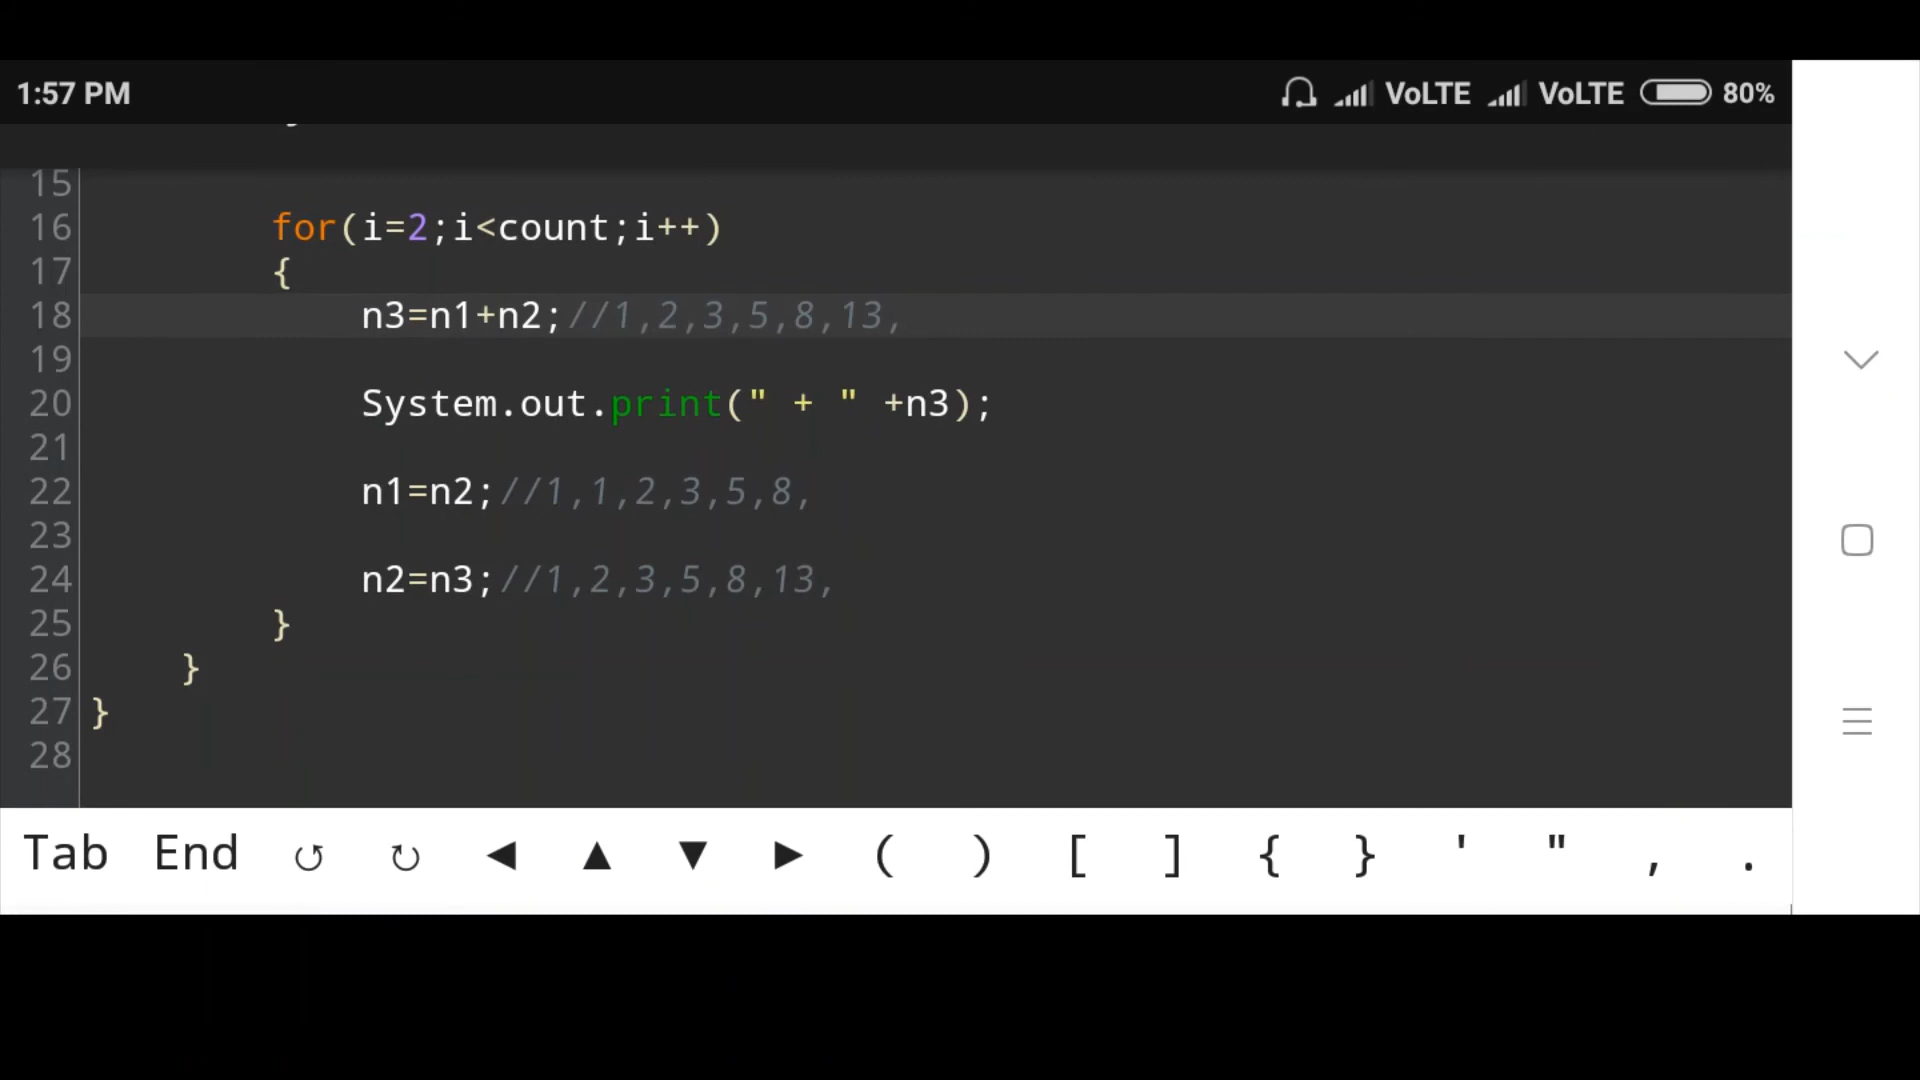 1:57 PM VoLTE VoLTE 80%
15
16 for(i=2;i<count;i++)
17 {
18 n3=n1+n2;//1,2,3,5,8,13,
19
20 System.out.print(" + " +n3);
21
22 n1=n2;//1,1,2,3,5,8,
23
24 n2=n3;//1,2,3,5,8,13,
25 }
26 }
27 }
28
Tab End ↺ ↻ ◀ ▲ ▼ ▶ ( ) [ ] { } ' " , .